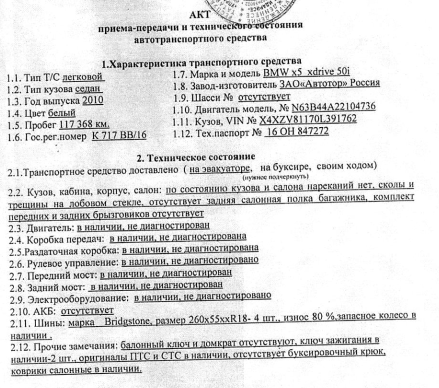 АКТ
приема-передачи и технического состояния
автотранспортного средства
1.Характеристика транспортного средства
1.1. Тип Т/С легковой
1.2. Тип кузова седан
1.3. Год выпуска 2010
1.4. Цвет белый
1.5. Пробег 117 368 км.
1.6. Гос.рег.номер К 717 ВВ/16
1.7. Марка и модель BMW x5 xdrive 50i
1.8. Завод-изготовитель ЗАО«Автотор» Россия
1.9. Шасси № отсутствует
1.10. Двигатель модель, № N63B44A22104736
1.11. Кузов, VIN № X4XZV81170L391762
1.12. Тех.паспорт № 16 ОН 847272
2. Техническое состояние
2.1.Транспортное средство доставлено ( на эвакуаторе, на буксире, своим ходом)
(нужное подчеркнуть)
2.2. Кузов, кабина, корпус, салон: по состоянию кузова и салона нареканий нет, сколы и
трещины на лобовом стекле, отсутствует задняя салонная полка багажника, комплект
передних и задних брызговиков отсутствует
2.3. Двигатель: в наличии, не диагностирован
2.4. Коробка передач: в наличии, не диагностирована
2.5.Раздаточная коробка: в наличии, не диагностирована
2.6. Рулевое управление: в наличии, не диагностировано
2.7. Передний мост: в наличии, не диагностирован
2.8. Задний мост: в наличии, не диагностирован
2.9. Электрооборудование: в наличии, не диагностировано
2.10. АКБ: отсутствует
2.11. Шины: марка Bridgstone, размер 260х55ххR18- 4 шт., износ 80 %,запасное колесо в
наличии .
2.12. Прочие замечания: балонный ключ и домкрат отсутствуют, ключ зажигания в
наличии-2 шт., оригиналы ПТС и СТС в наличии, отсутствует буксировочный крюк,
коврики салонные в наличии.